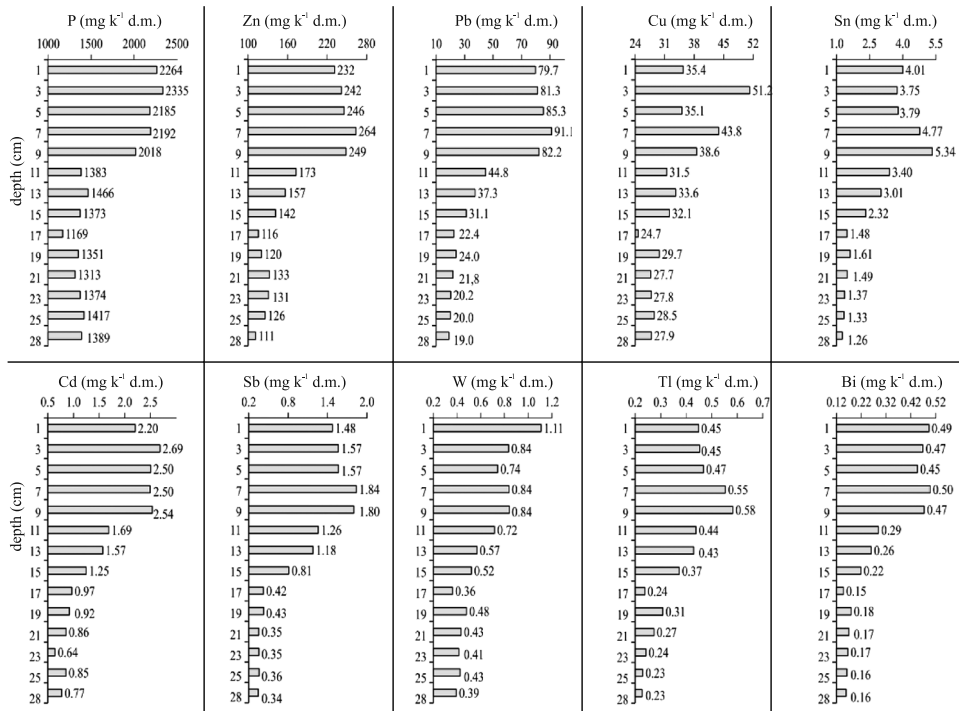 P (mg k-1 d.m.) Zn (mg k-1 d.m.) Pb (mg k-1 d.m.) Cu (mg k-1 d.m.) Sn (mg k-1 d.m.)
1000 1500 2000 2500 100 160 220 280 10 30 50 70 90 24 31 38 45 52 1.0 2.5 4.0 5.5
depth (cm)
1 2264 1 232 1 79.7 1 35.4 1 4.01
3 2335 3 242 3 81.3 3 51.2 3 3.75
5 2185 5 246 5 85.3 5 35.1 5 3.79
7 2192 7 264 7 91.1 7 43.8 7 4.77
9 2018 9 249 9 82.2 9 38.6 9 5.34
11 1383 11 173 11 44.8 11 31.5 11 3.40
13 1466 13 157 13 37.3 13 33.6 13 3.01
15 1373 15 142 15 31.1 15 32.1 15 2.32
17 1169 17 116 17 22.4 17 24.7 17 1.48
19 1351 19 120 19 24.0 19 29.7 19 1.61
21 1313 21 133 21 21,8 21 27.7 21 1.49
23 1374 23 131 23 20.2 23 27.8 23 1.37
25 1417 25 126 25 20.0 25 28.5 25 1.33
28 1389 28 111 28 19.0 28 27.9 28 1.26
Cd (mg k-1 d.m.) Sb (mg k-1 d.m.) W (mg k-1 d.m.) Tl (mg k-1 d.m.) Bi (mg k-1 d.m.)
0.5 1.0 1.5 2.0 2.5 0.2 0.8 1.4 2.0 0.2 0.4 0.6 0.8 1.0 1.2 0.2 0.3 0.4 0.5 0.6 0.7 0.12 0.22 0.32 0.42 0.52
depth (cm)
1 2.20 1 1.48 1 1.11 1 0.45 1 0.49
3 2.69 3 1.57 3 0.84 3 0.45 3 0.47
5 2.50 5 1.57 5 0.74 5 0.47 5 0.45
7 2.50 7 1.84 7 0.84 7 0.55 7 0.50
9 2.54 9 1.80 9 0.84 9 0.58 9 0.47
11 1.69 11 1.26 11 0.72 11 0.44 11 0.29
13 1.57 13 1.18 13 0.57 13 0.43 13 0.26
15 1.25 15 0.81 15 0.52 15 0.37 15 0.22
17 0.97 17 0.42 17 0.36 17 0.24 17 0.15
19 0.92 19 0.43 19 0.48 19 0.31 19 0.18
21 0.86 21 0.35 21 0.43 21 0.27 21 0.17
23 0.64 23 0.35 23 0.41 23 0.24 23 0.17
25 0.85 25 0.36 25 0.43 25 0.23 25 0.16
28 0.77 28 0.34 28 0.39 28 0.23 28 0.16